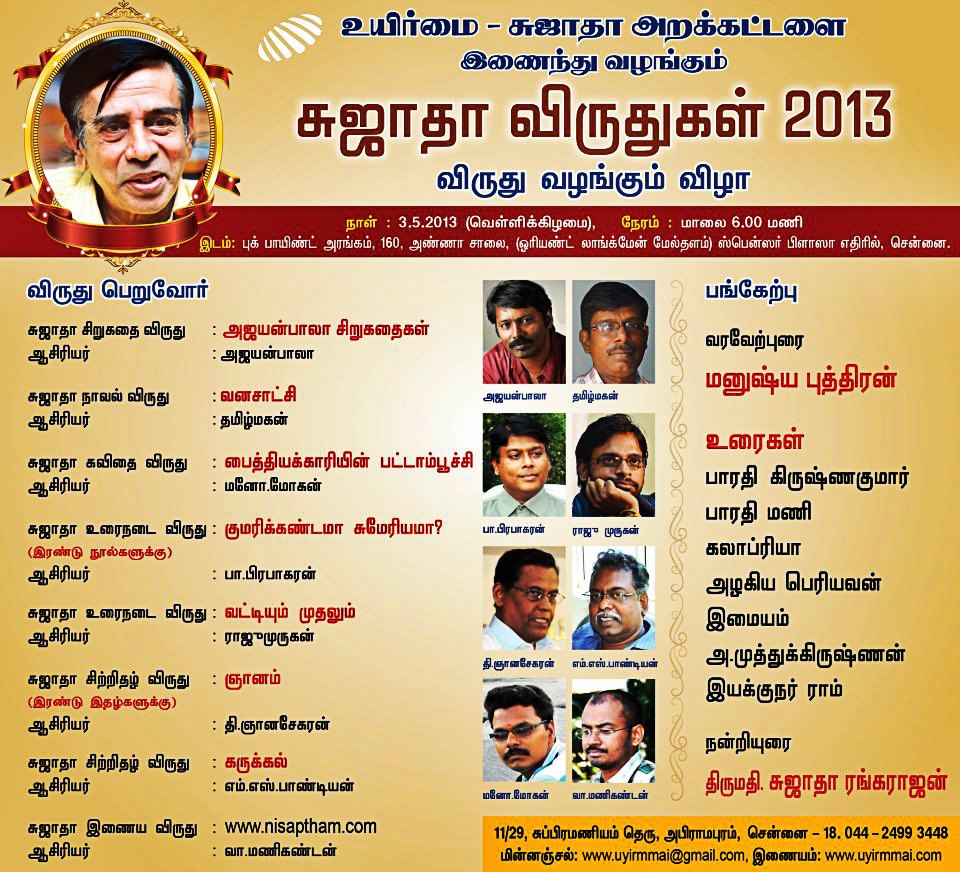 உயிர்மை – சுஜாதா அறக்கட்டளை
இணைந்து வழங்கும்
சுஜாதா விருதுகள் 2013
விருது வழங்கும் விழா
நாள் : 3.5.2013 (வெள்ளிக்கிழமை), நேரம் : மாலை 6.00 மணி
இடம்: புக் பாயிண்ட் அரங்கம், 160, அண்ணா சாலை, (ஓரியண்ட் லாங்க்மேன் மேல்தளம்) ஸ்பென்ஸர் பிளாஸா எதிரில், சென்னை.
விருது பெறுவோர்
சுஜாதா சிறுகதை விருது : அஜயன்பாலா சிறுகதைகள்
ஆசிரியர் : அஜயன்பாலா
சுஜாதா நாவல் விருது : வனசாட்சி
ஆசிரியர் : தமிழ்மகன்
சுஜாதா கவிதை விருது : பைத்தியக்காரியின் பட்டாம்பூச்சி
ஆசிரியர் : மனோ.மோகன்
சுஜாதா உரைநடை விருது : குமரிக்கண்டமா சுமேரியமா?
(இரண்டு நூல்களுக்கு)
ஆசிரியர் : பா.பிரபாகரன்
சுஜாதா உரைநடை விருது : வட்டியும் முதலும்
ஆசிரியர் : ராஜுமுருகன்
சுஜாதா சிற்றிதழ் விருது : ஞானம்
(இரண்டு இதழ்களுக்கு)
ஆசிரியர் : தி.ஞானசேகரன்
சுஜாதா சிற்றிதழ் விருது : கருக்கல்
ஆசிரியர் : எம்.எஸ்.பாண்டியன்
சுஜாதா இணைய விருது : www.nisaptham.com
ஆசிரியர் : வா.மணிகண்டன்
அஜயன்பாலா தமிழ்மகன்
பா.பிரபாகரன் ராஜு முருகன்
தி.ஞானசேகரன் எம்.எஸ்.பாண்டியன்
மனோ.மோகன் வா.மணிகண்டன்
பங்கேற்பு
வரவேற்புரை
மனுஷ்ய புத்திரன்
உரைகள்
பாரதி கிருஷ்ணகுமார்
பாரதி மணி
கலாப்ரியா
அழகிய பெரியவன்
இமையம்
அ.முத்துக்கிருஷ்ணன்
இயக்குநர் ராம்
நன்றியுரை
திருமதி. சுஜாதா ரங்கராஜன்
11/29, சுப்பிரமணியம் தெரு, அபிராமபுரம், சென்னை – 18. 044 – 2499 3448
மின்னஞ்சல்: www.uyirmmai@gmail.com, இணையம்: www.uyirmmai.com